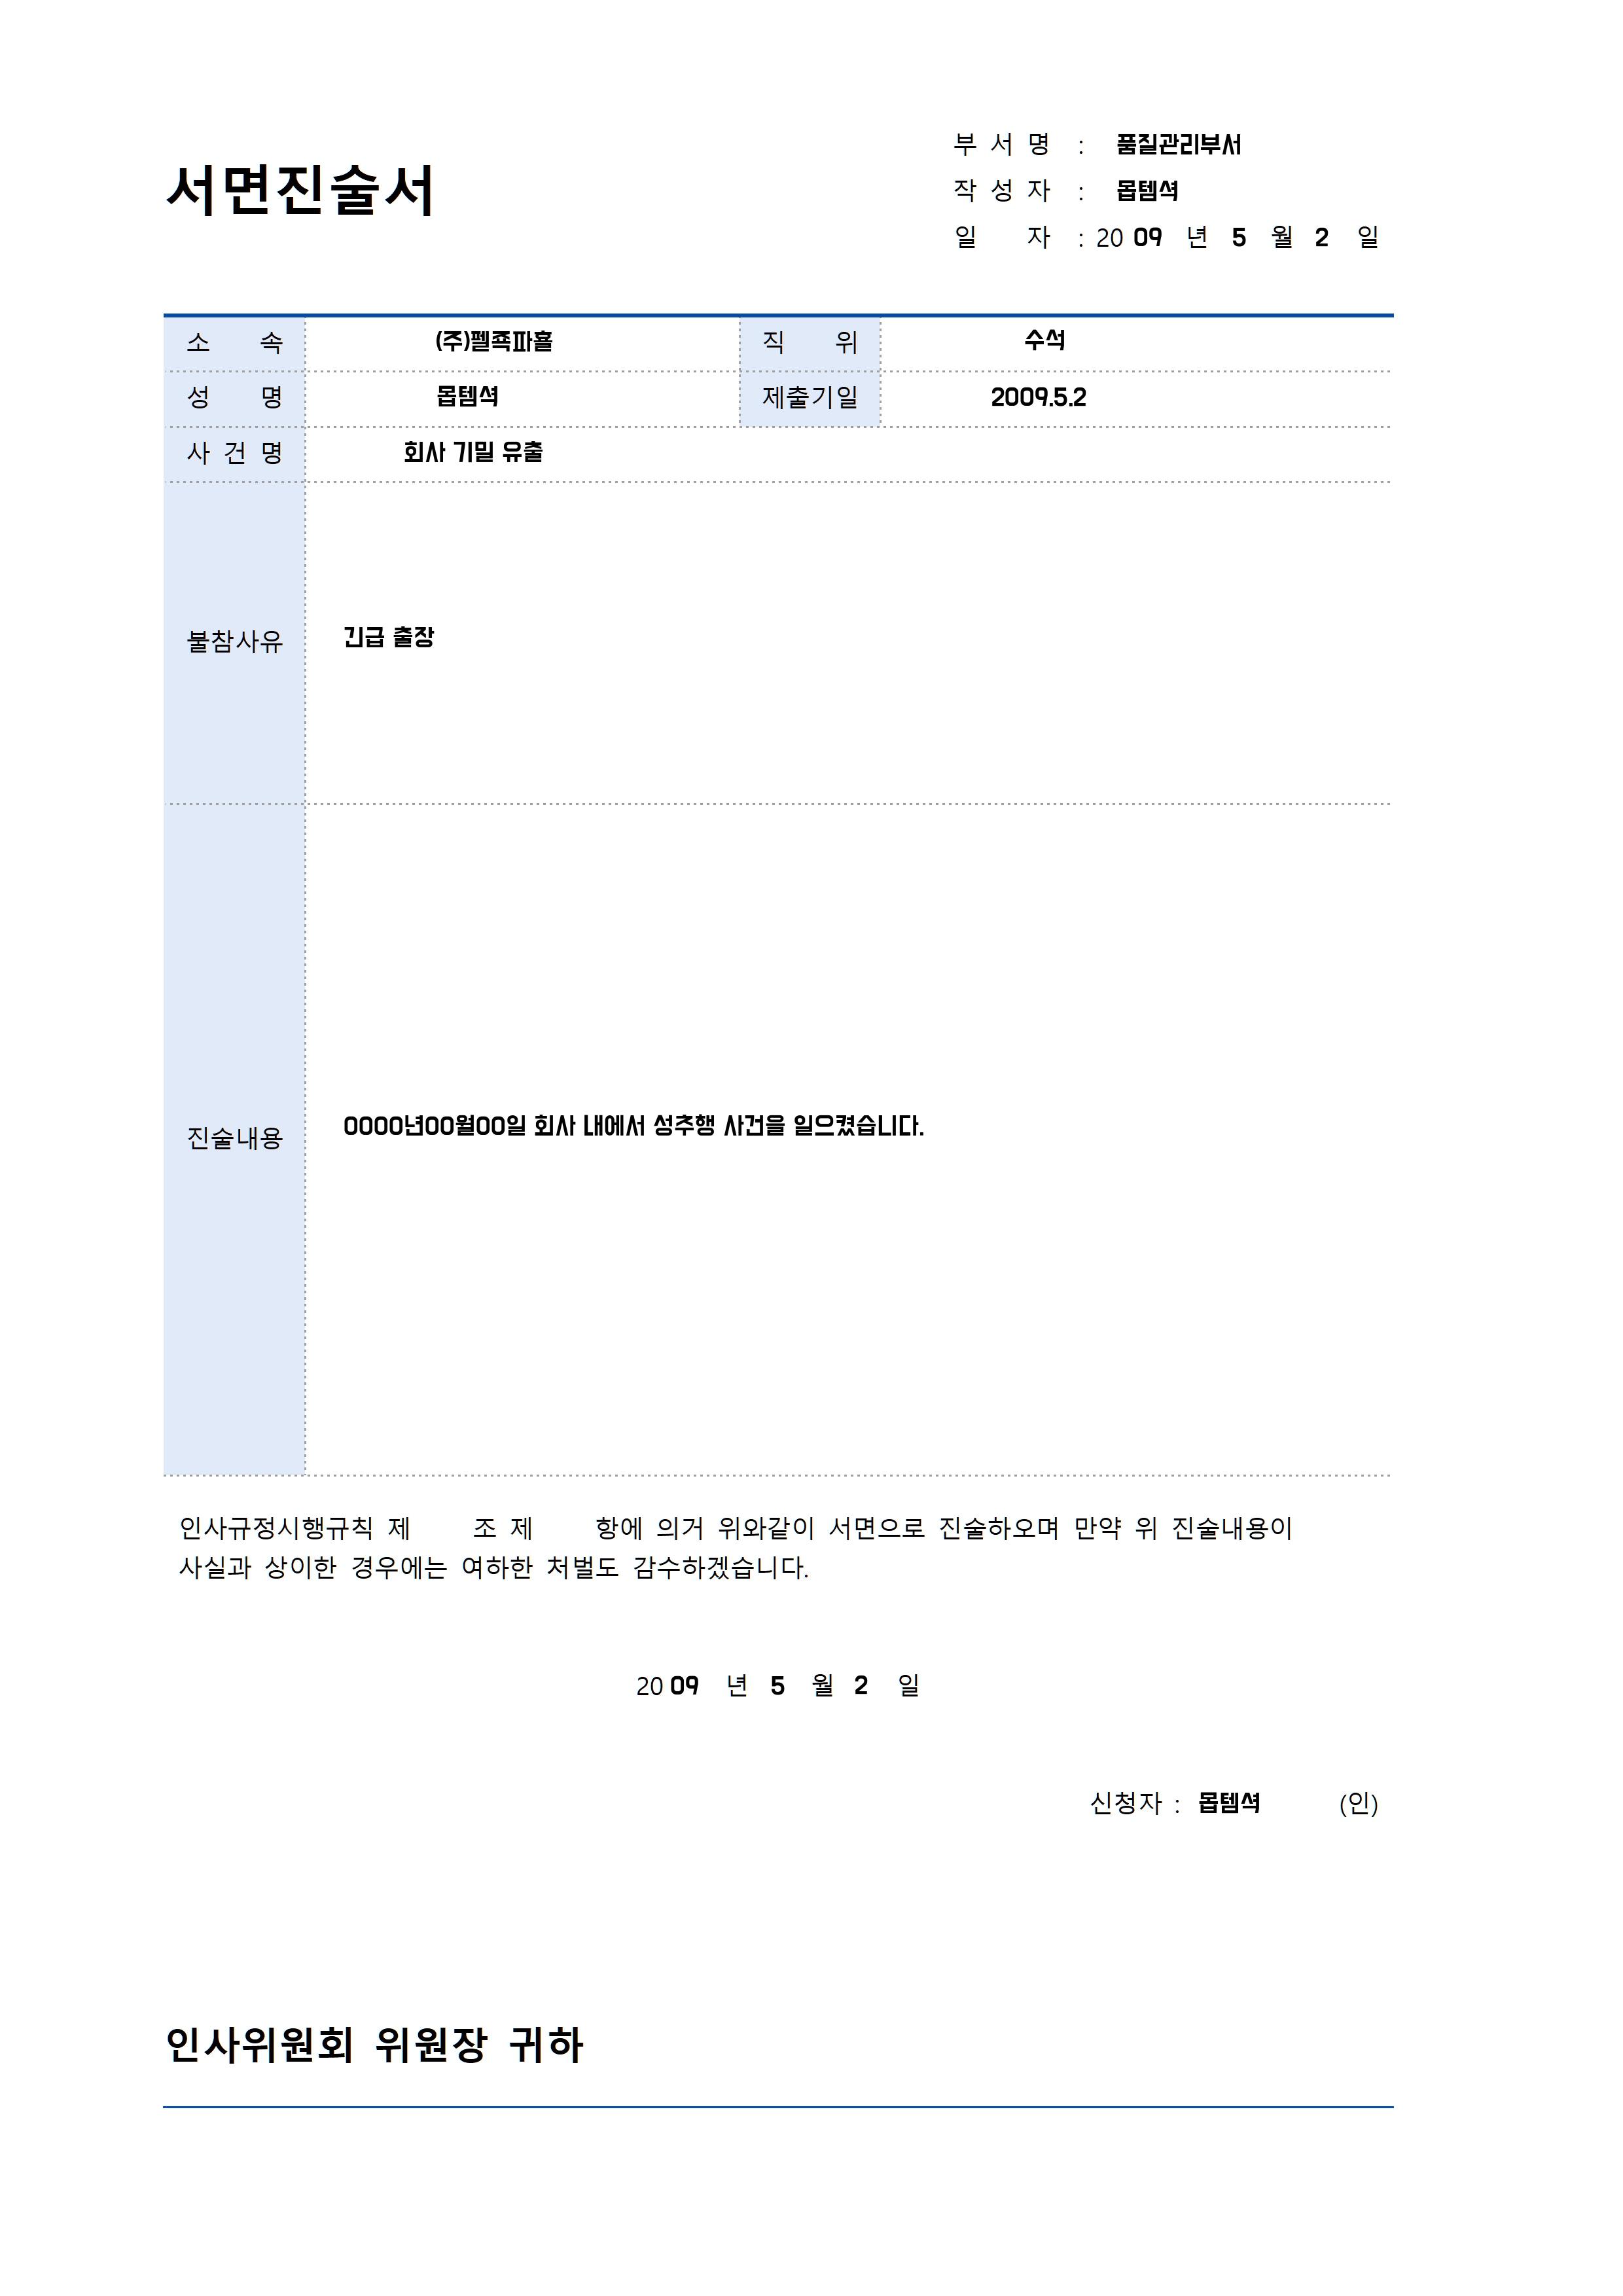 서면진술서
부 서 명 : 품질관리부서
작 성 자 : 몹템셕
일 자 : 20 09 년 5 월 2 일
소 속 (주)펠죡파횰 직 위 수석
성 명 몹템셕 제출기일 2009.5.2
사 건 명 회사 기밀 유출
불참사유 긴급 출장
진술내용 0000년00월00일 회사 내에서 성추행 사건을 일으켰습니다.
인사규정시행규칙 제 조 제 항에 의거 위와같이 서면으로 진술하오며 만약 위 진술내용이
사실과 상이한 경우에는 여하한 처벌도 감수하겠습니다.
20 09 년 5 월 2 일
신청자 : 몹템셕 (인)
인사위원회 위원장 귀하